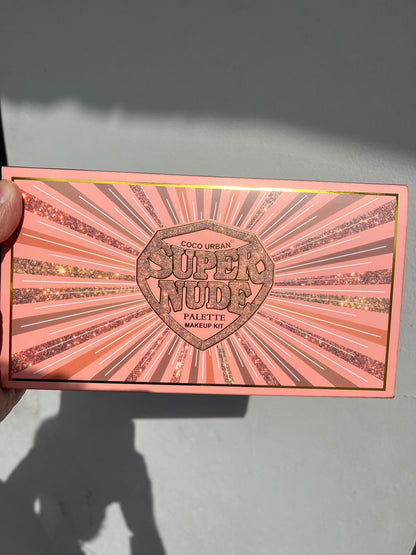 COCO URBAN
SUPER
NUDE
PALETTE
MAKEUP KIT